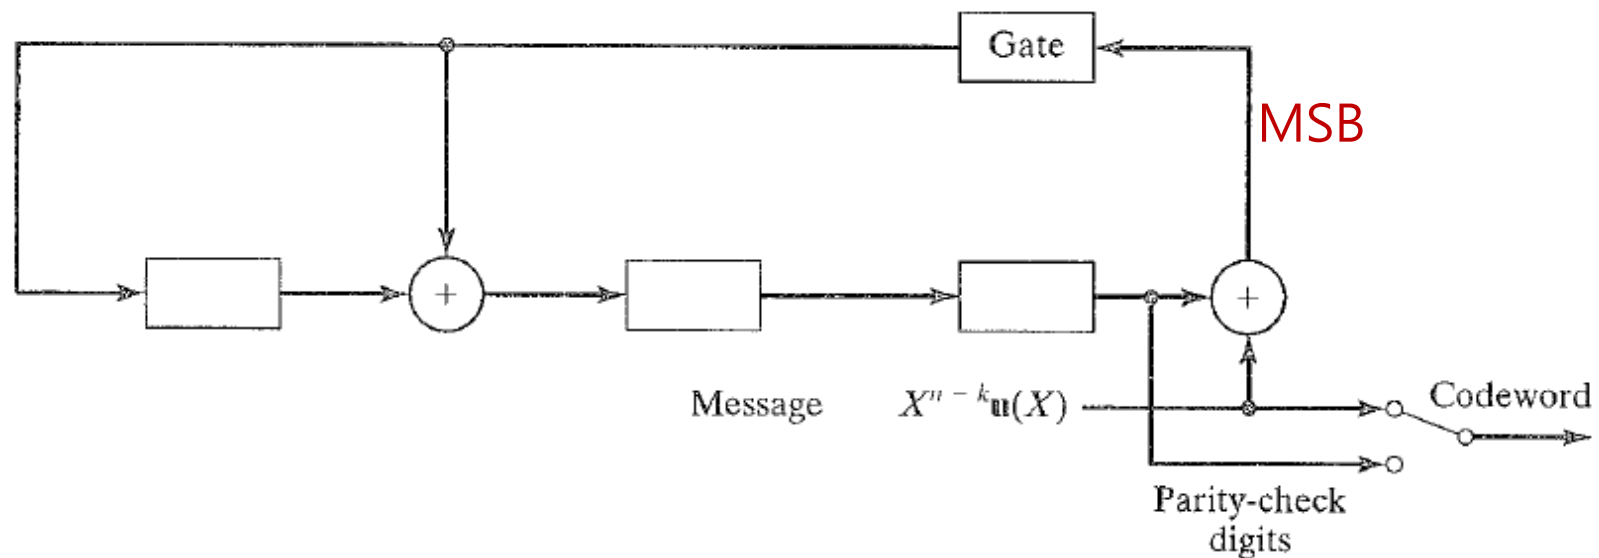 Gate
MSB
+
+
Message X^{n-k}u(X)
Codeword
Parity-check
digits